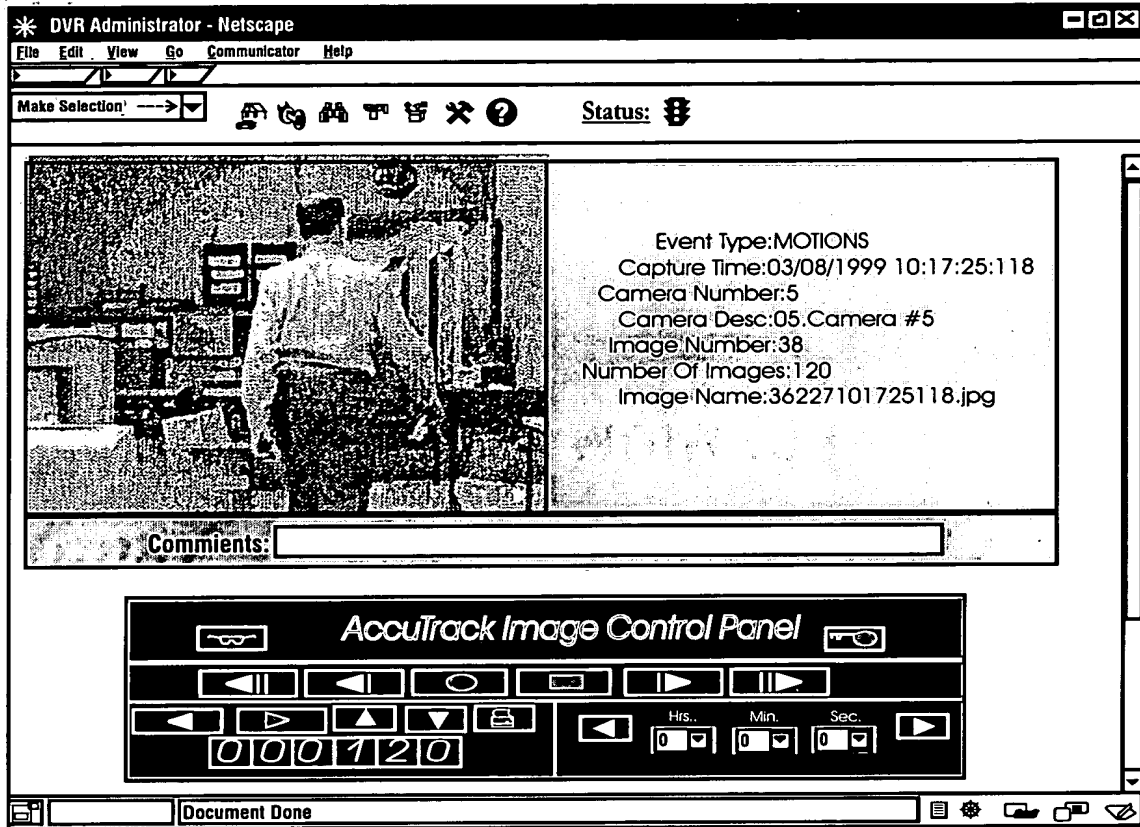 DVR Administrator - Netscape
File Edit View Go Communicator Help
Make Selection ---> Status:
Event Type:MOTIONS
Capture Time:03/08/1999 10:17:25:118
Camera Number:5
Camera Desc:05.Camera #5
Image Number:38
Number Of Images:120
Image Name:36227101725118.jpg
Commients:
AccuTrack Image Control Panel
Hrs.. Min. Sec.
0 0 0
000120
Document Done